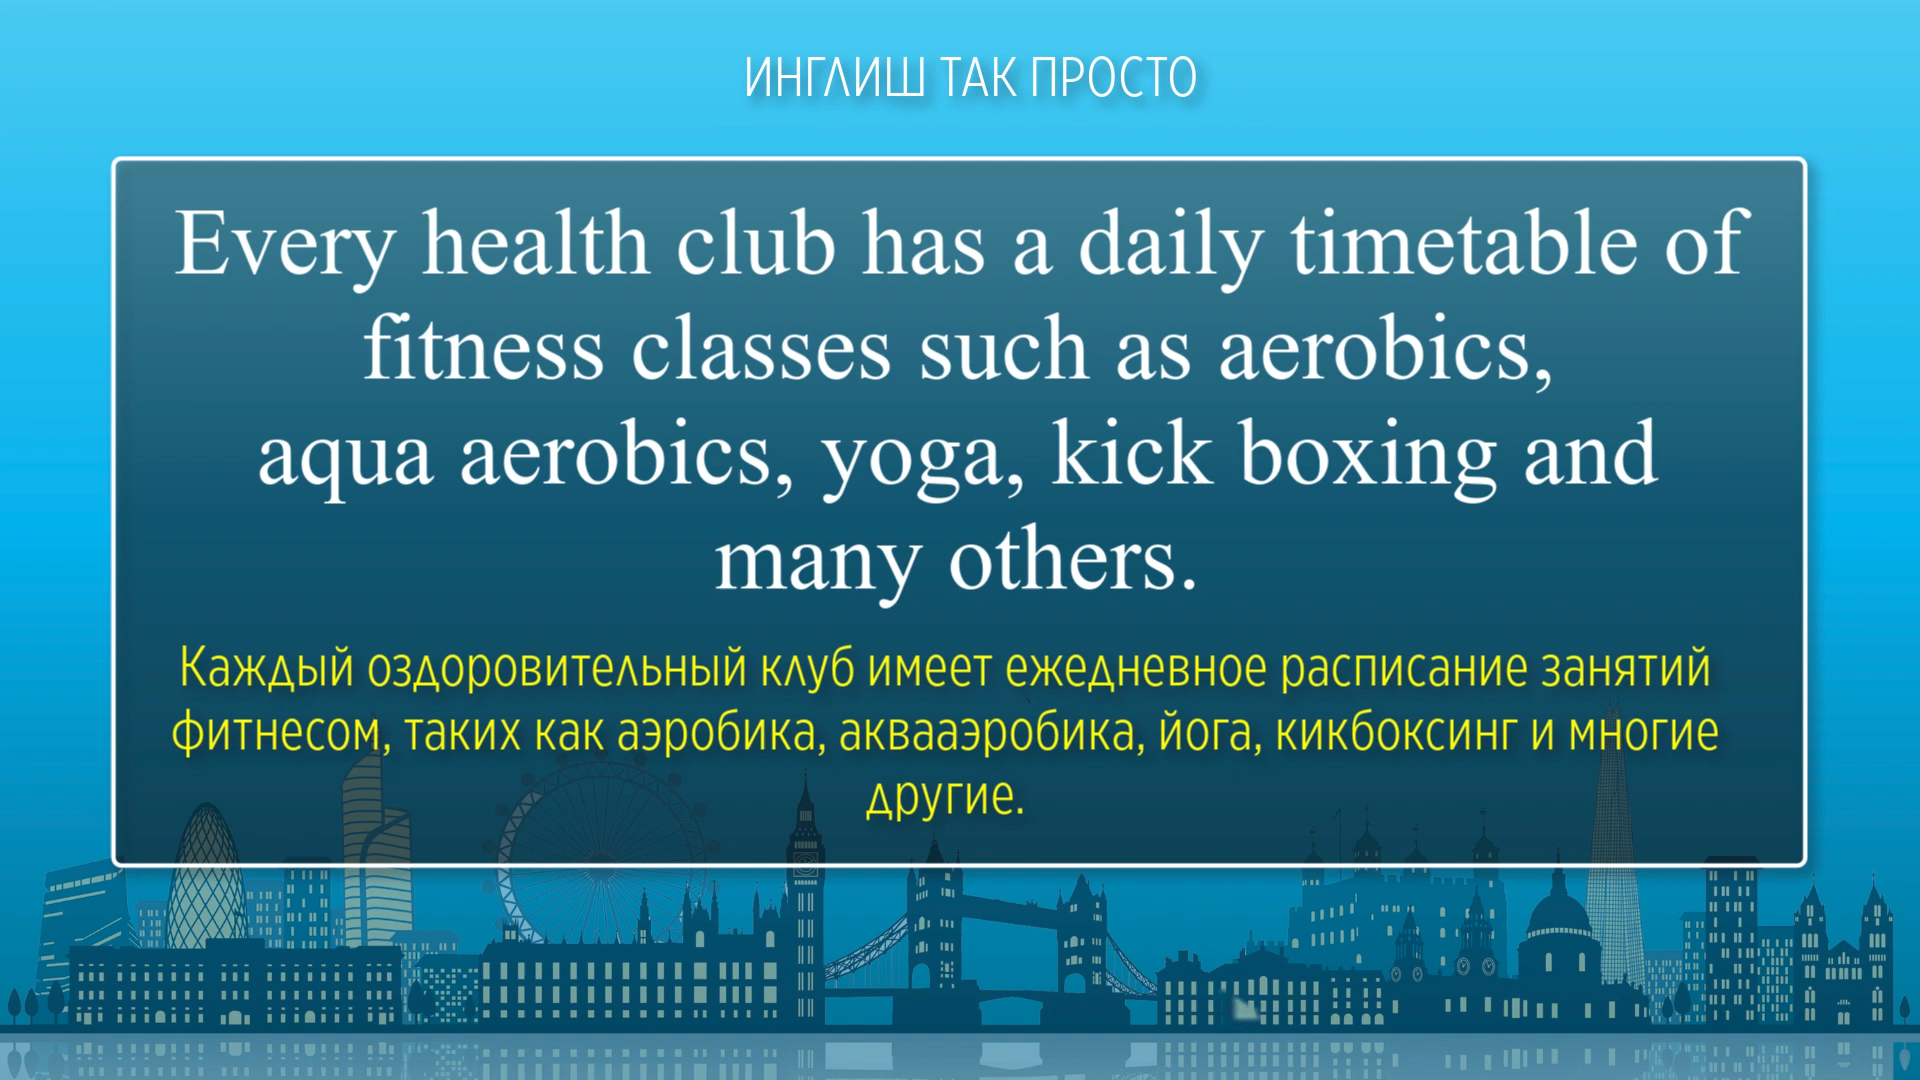 ИНГЛИШ ТАК ПРОСТО
Every health club has a daily timetable of
fitness classes such as aerobics,
aqua aerobics, yoga, kick boxing and
many others.
Каждый оздоровительный клуб имеет ежедневное расписание занятий
фитнесом, таких как аэробика, аквааэробика, йога, кикбоксинг и многие
другие.